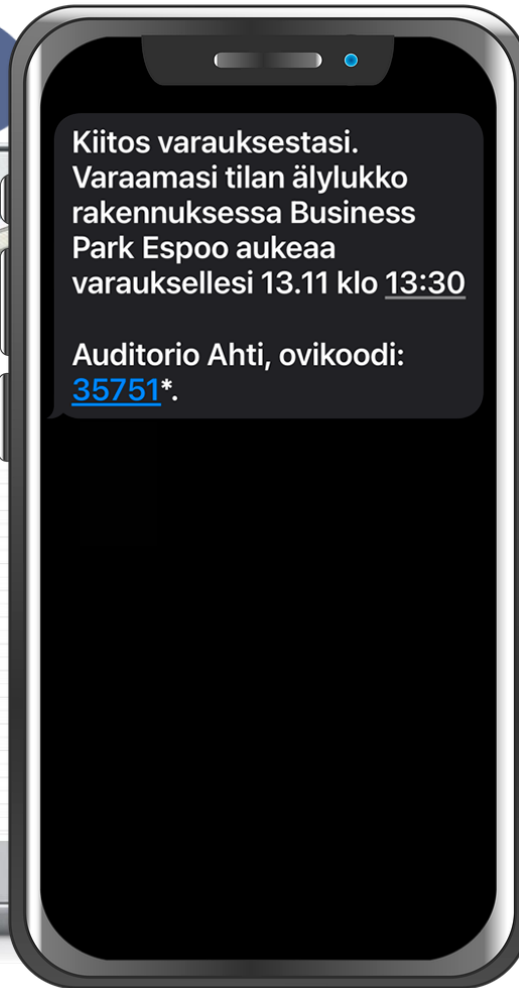 Kiitos varauksestasi.
Varaamasi tilan älylukko
rakennuksessa Business
Park Espoo aukeaa
varauksellesi 13.11 klo 13:30
Auditorio Ahti, ovikoodi:
35751*.